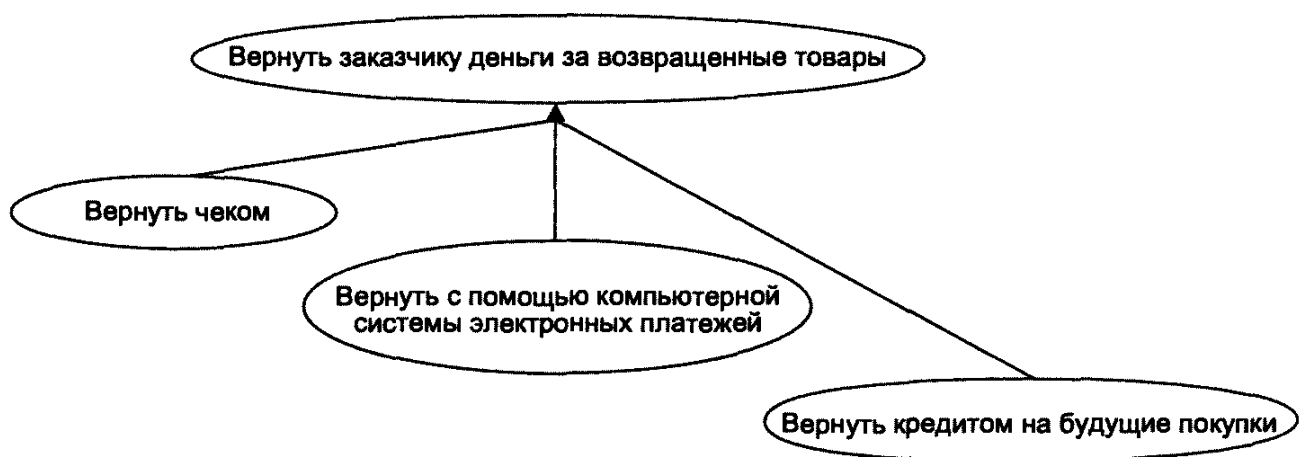 Вернуть заказчику деньги за возвращенные товары
Вернуть чеком
Вернуть с помощью компьютерной
системы электронных платежей
Вернуть кредитом на будущие покупки